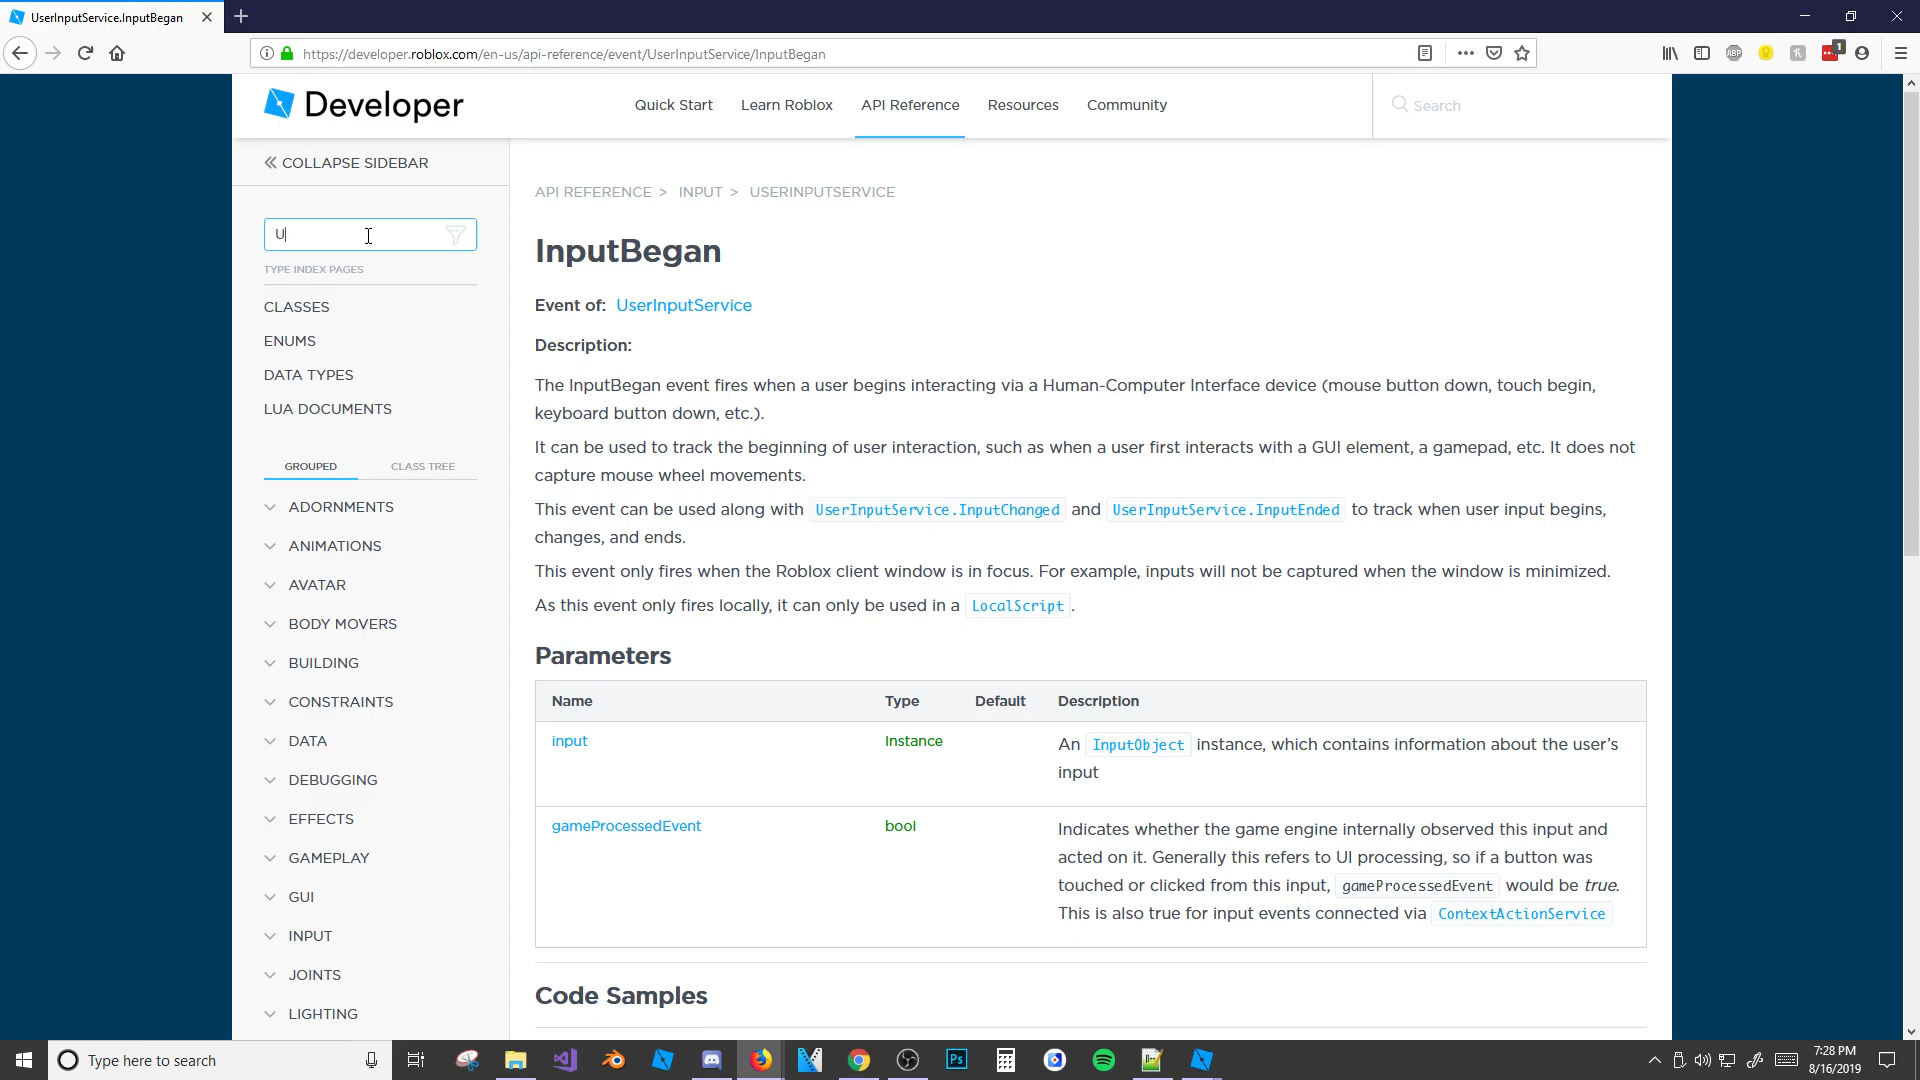 UserInputService.InputBegan
https://developer.roblox.com/en-us/api-reference/event/UserInputService/InputBegan
ABP
1
Developer
Quick Start Learn Roblox API Reference Resources Community
Search
COLLAPSE SIDEBAR
U
TYPE INDEX PAGES
CLASSES
ENUMS
DATA TYPES
LUA DOCUMENTS
GROUPED CLASS TREE
ADORNMENTS
ANIMATIONS
AVATAR
BODY MOVERS
BUILDING
CONSTRAINTS
DATA
DEBUGGING
EFFECTS
GAMEPLAY
GUI
INPUT
JOINTS
LIGHTING
API REFERENCE > INPUT > USERINPUTSERVICE
InputBegan
Event of: UserInputService
Description:
The InputBegan event fires when a user begins interacting via a Human-Computer Interface device (mouse button down, touch begin,
keyboard button down, etc.).
It can be used to track the beginning of user interaction, such as when a user first interacts with a GUI element, a gamepad, etc. It does not
capture mouse wheel movements.
This event can be used along with UserInputService.InputChanged and UserInputService.InputEnded to track when user input begins,
changes, and ends.
This event only fires when the Roblox client window is in focus. For example, inputs will not be captured when the window is minimized.
As this event only fires locally, it can only be used in a LocalScript.
Parameters
Name Type Default Description
input Instance An InputObject instance, which contains information about the user's
input
gameProcessedEvent bool Indicates whether the game engine internally observed this input and
acted on it. Generally this refers to UI processing, so if a button was
touched or clicked from this input, gameProcessedEvent would be true.
This is also true for input events connected via ContextActionService
Code Samples
Type here to search
Ps
7:28 PM
8/16/2019